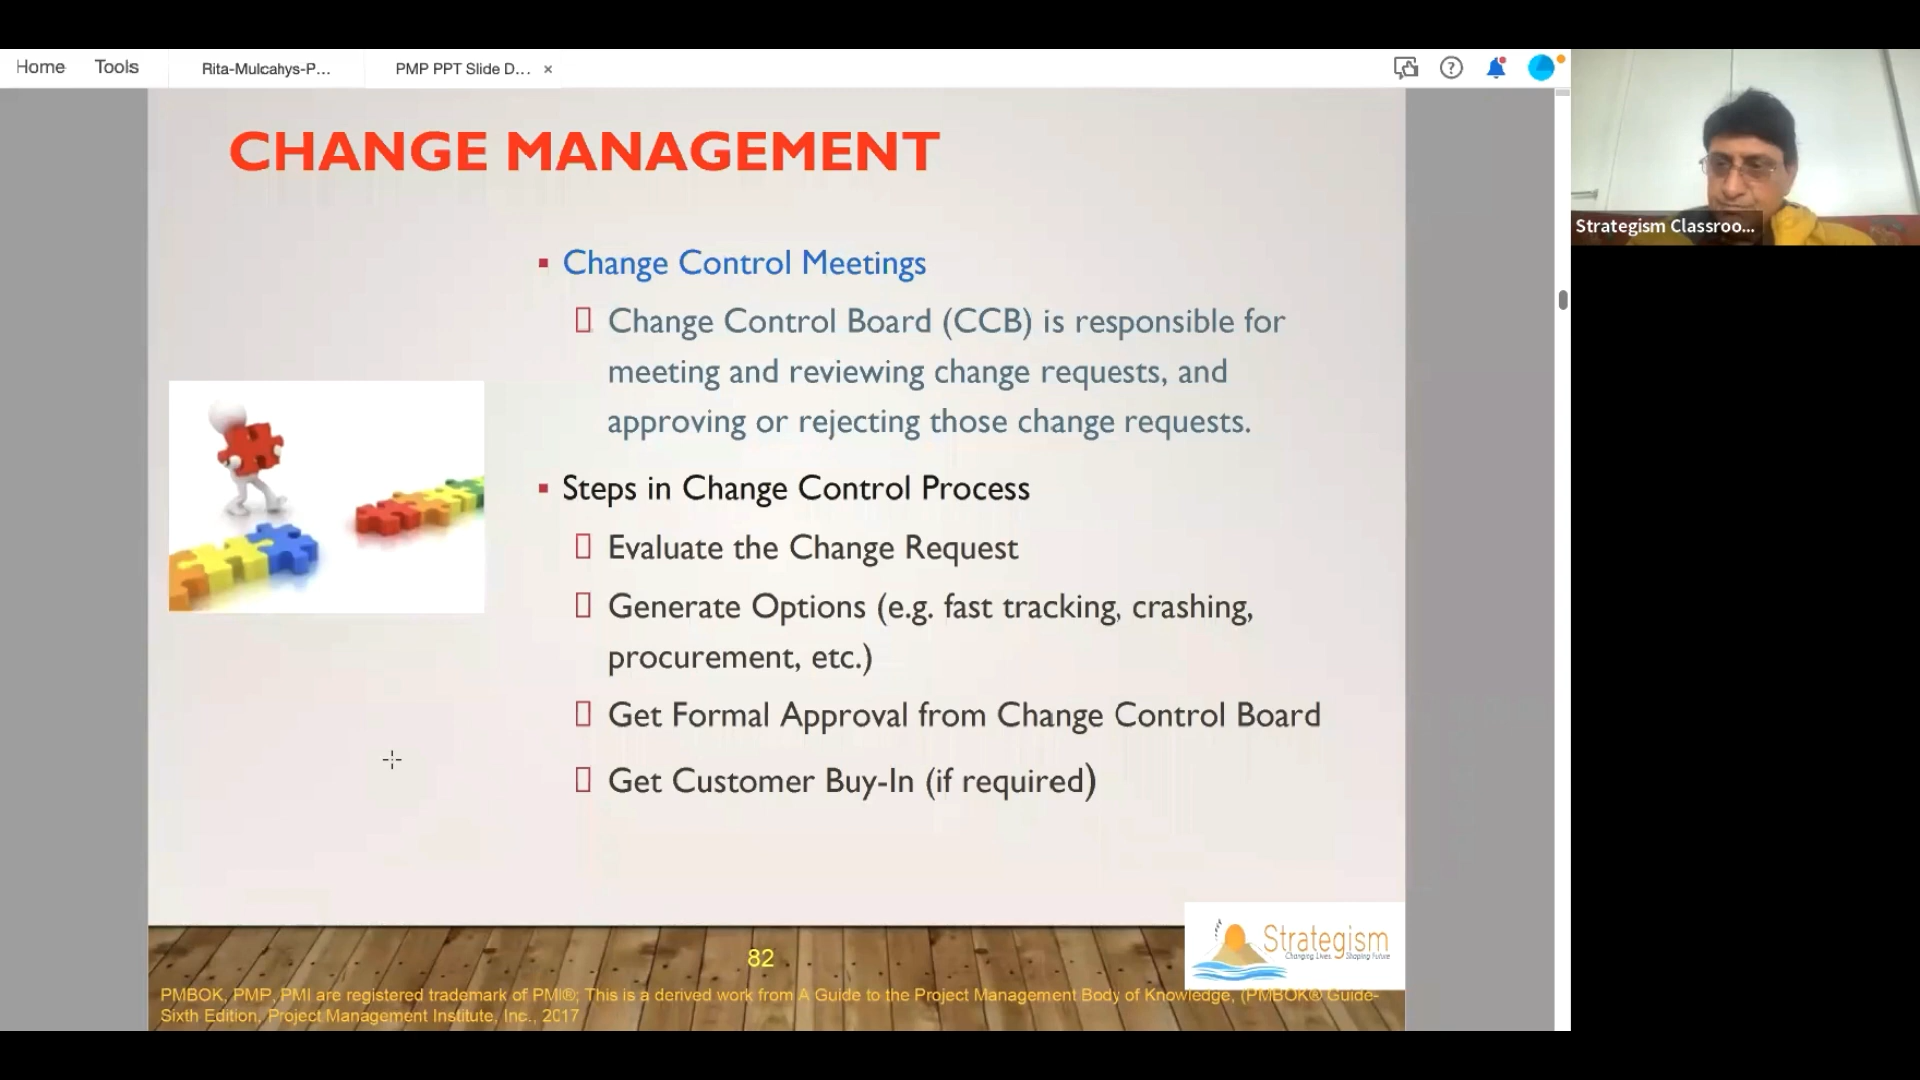 Home Tools Rita-Mulcahys-P... PMP PPT Slide D... ×
CHANGE MANAGEMENT
Strategism Classroo...
▪ Change Control Meetings
Change Control Board (CCB) is responsible for
meeting and reviewing change requests, and
approving or rejecting those change requests.
▪ Steps in Change Control Process
Evaluate the Change Request
Generate Options (e.g. fast tracking, crashing,
procurement, etc.)
Get Formal Approval from Change Control Board
Get Customer Buy-In (if required)
Strategism
Changing Lives. Shaping Future
82
PMBOK, PMP, PMI are registered trademark of PMI®; This is a derived work from A Guide to the Project Management Body of Knowledge, (PMBOK® Guide-
Sixth Edition, Project Management Institute, Inc., 2017